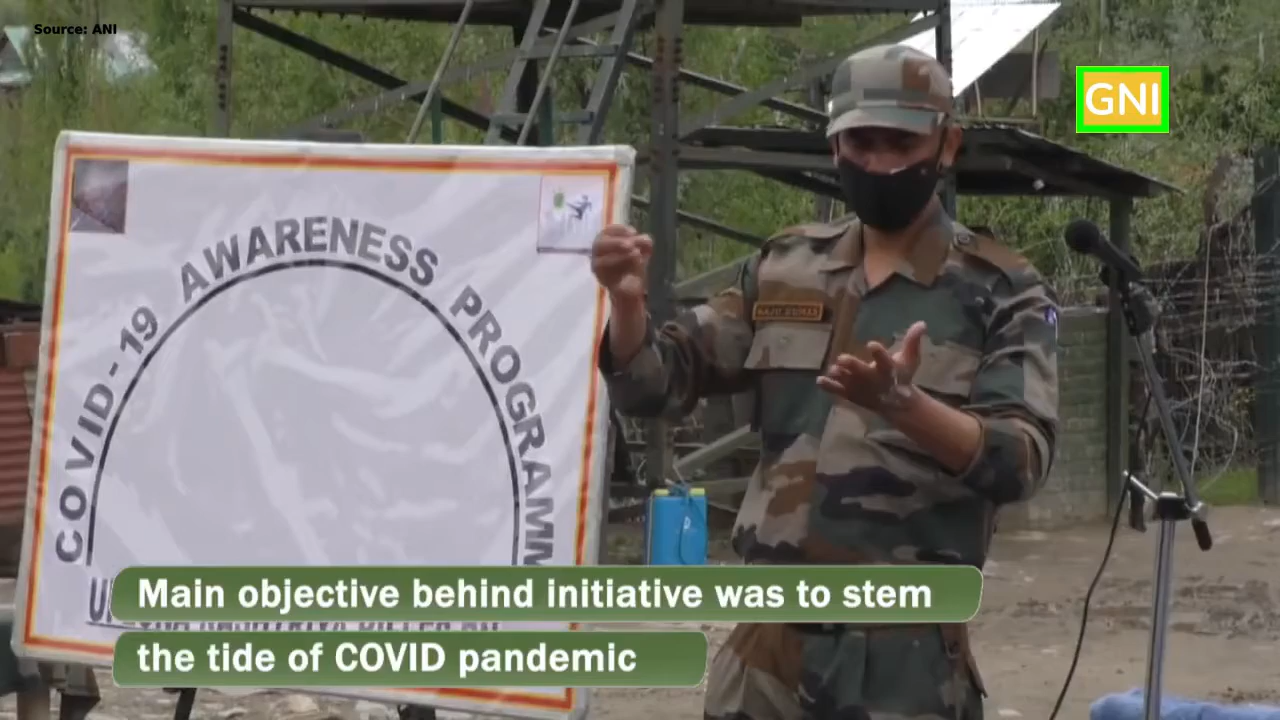 Source: ANI
GNI
COVID-19 AWARENESS PROGRAMM
Main objective behind initiative was to stem
the tide of COVID pandemic